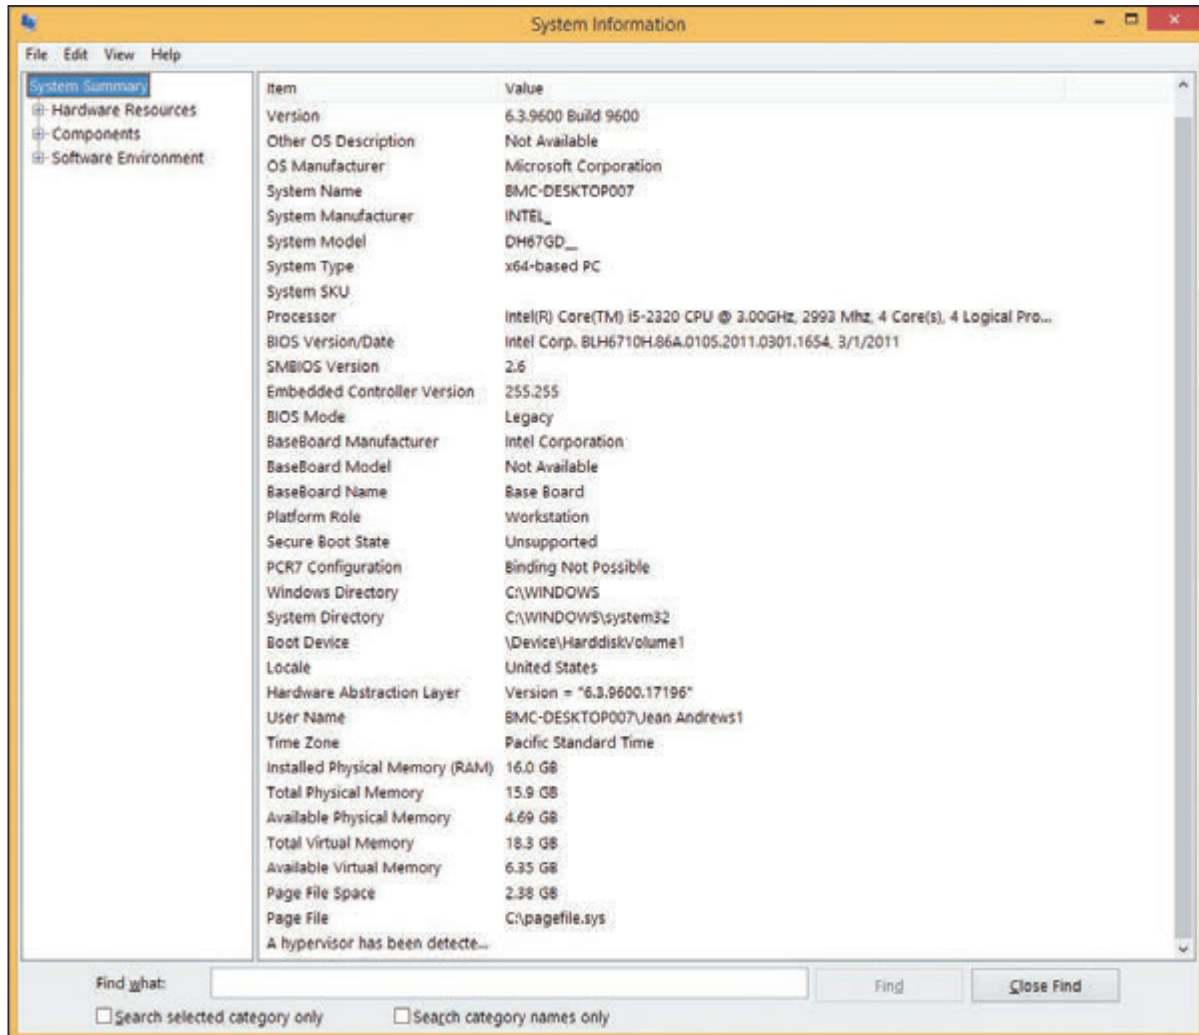 System Information
File Edit View Help
System Summary
Hardware Resources
Components
Software Environment
Item Value
Version 6.3.9600 Build 9600
Other OS Description Not Available
OS Manufacturer Microsoft Corporation
System Name BMC-DESKTOP007
System Manufacturer INTEL_
System Model DH67GD__
System Type x64-based PC
System SKU
Processor Intel(R) Core(TM) i5-2320 CPU @ 3.00GHz, 2993 Mhz, 4 Core(s), 4 Logical Pro...
BIOS Version/Date Intel Corp. BLH6710H.86A.0105.2011.0301.1654, 3/1/2011
SMBIOS Version 2.6
Embedded Controller Version 255.255
BIOS Mode Legacy
BaseBoard Manufacturer Intel Corporation
BaseBoard Model Not Available
BaseBoard Name Base Board
Platform Role Workstation
Secure Boot State Unsupported
PCR7 Configuration Binding Not Possible
Windows Directory C:\WINDOWS
System Directory C:\WINDOWS\system32
Boot Device \Device\HarddiskVolume1
Locale United States
Hardware Abstraction Layer Version = "6.3.9600.17196"
User Name BMC-DESKTOP007\Jean Andrews1
Time Zone Pacific Standard Time
Installed Physical Memory (RAM) 16.0 GB
Total Physical Memory 15.9 GB
Available Physical Memory 4.69 GB
Total Virtual Memory 18.3 GB
Available Virtual Memory 6.35 GB
Page File Space 2.38 GB
Page File C:\pagefile.sys
A hypervisor has been detecte...
Find what: Find Close Find
Search selected category only Search category names only